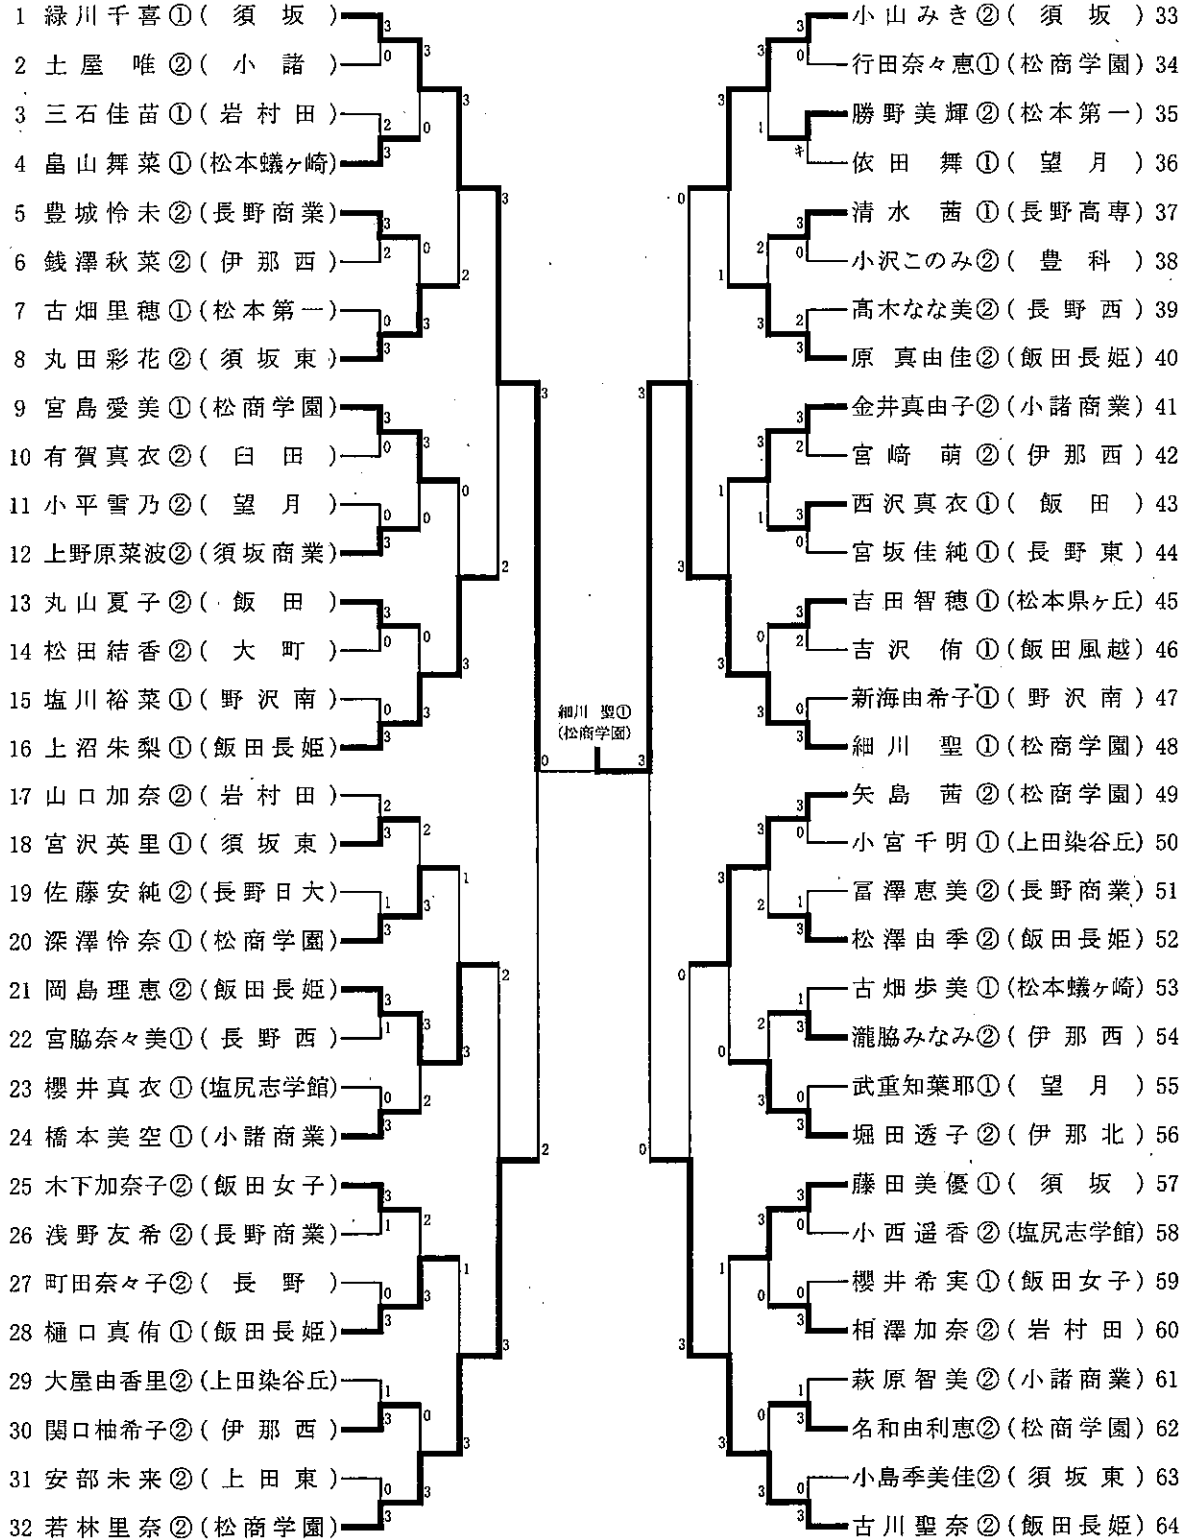 1 緑川千喜①(須坂)
2 土屋唯②(小諸)
3 三石佳苗①(岩村田)
4 畠山舞菜①(松本蟻ヶ崎)
5 豊城怜未②(長野商業)
6 銭澤秋菜②(伊那西)
7 古畑里穂①(松本第一)
8 丸田彩花②(須坂東)
9 宮島愛美①(松商学園)
10 有賀真衣②(臼田)
11 小平雪乃②(望月)
12 上野原菜波②(須坂商業)
13 丸山夏子②(飯田)
14 松田結香②(大町)
15 塩川裕菜①(野沢南)
16 上沼朱梨①(飯田長姫)
17 山口加奈②(岩村田)
18 宮沢英里①(須坂東)
19 佐藤安純②(長野日大)
20 深澤伶奈①(松商学園)
21 岡島理恵②(飯田長姫)
22 宮脇奈々美①(長野西)
23 櫻井真衣①(塩尻志学館)
24 橋本美空①(小諸商業)
25 木下加奈子②(飯田女子)
26 浅野友希②(長野商業)
27 町田奈々子②(長野)
28 樋口真侑①(飯田長姫)
29 大屋由香里②(上田染谷丘)
30 関口柚希子②(伊那西)
31 安部未来②(上田東)
32 若林里奈②(松商学園)
細川 聖①
(松商学園)
小山みき②(須坂)33
行田奈々恵①(松商学園)34
勝野美輝②(松本第一)35
依田舞①(望月)36
清水茜①(長野高専)37
小沢このみ②(豊科)38
高木なな美②(長野西)39
原真由佳②(飯田長姫)40
金井真由子②(小諸商業)41
宮﨑萌②(伊那西)42
西沢真衣①(飯田)43
宮坂佳純①(長野東)44
吉田智穂①(松本県ヶ丘)45
吉沢侑①(飯田風越)46
新海由希子①(野沢南)47
細川聖①(松商学園)48
矢島茜②(松商学園)49
小宮千明①(上田染谷丘)50
冨澤恵美②(長野商業)51
松澤由季②(飯田長姫)52
古畑歩美①(松本蟻ヶ崎)53
瀧脇みなみ②(伊那西)54
武重知葉耶①(望月)55
堀田透子②(伊那北)56
藤田美優①(須坂)57
小西遥香②(塩尻志学館)58
櫻井希実①(飯田女子)59
相澤加奈②(岩村田)60
萩原智美②(小諸商業)61
名和由利恵②(松商学園)62
小島季美佳②(須坂東)63
古川聖奈②(飯田長姫)64